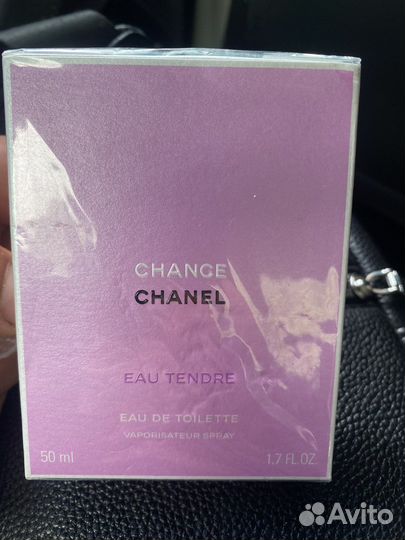 CHANCE
CHANEL
EAU TENDRE
EAU DE TOILETTE
VAPORISATEUR SPRAY
50 ml 1.7 FL.OZ.
Avito